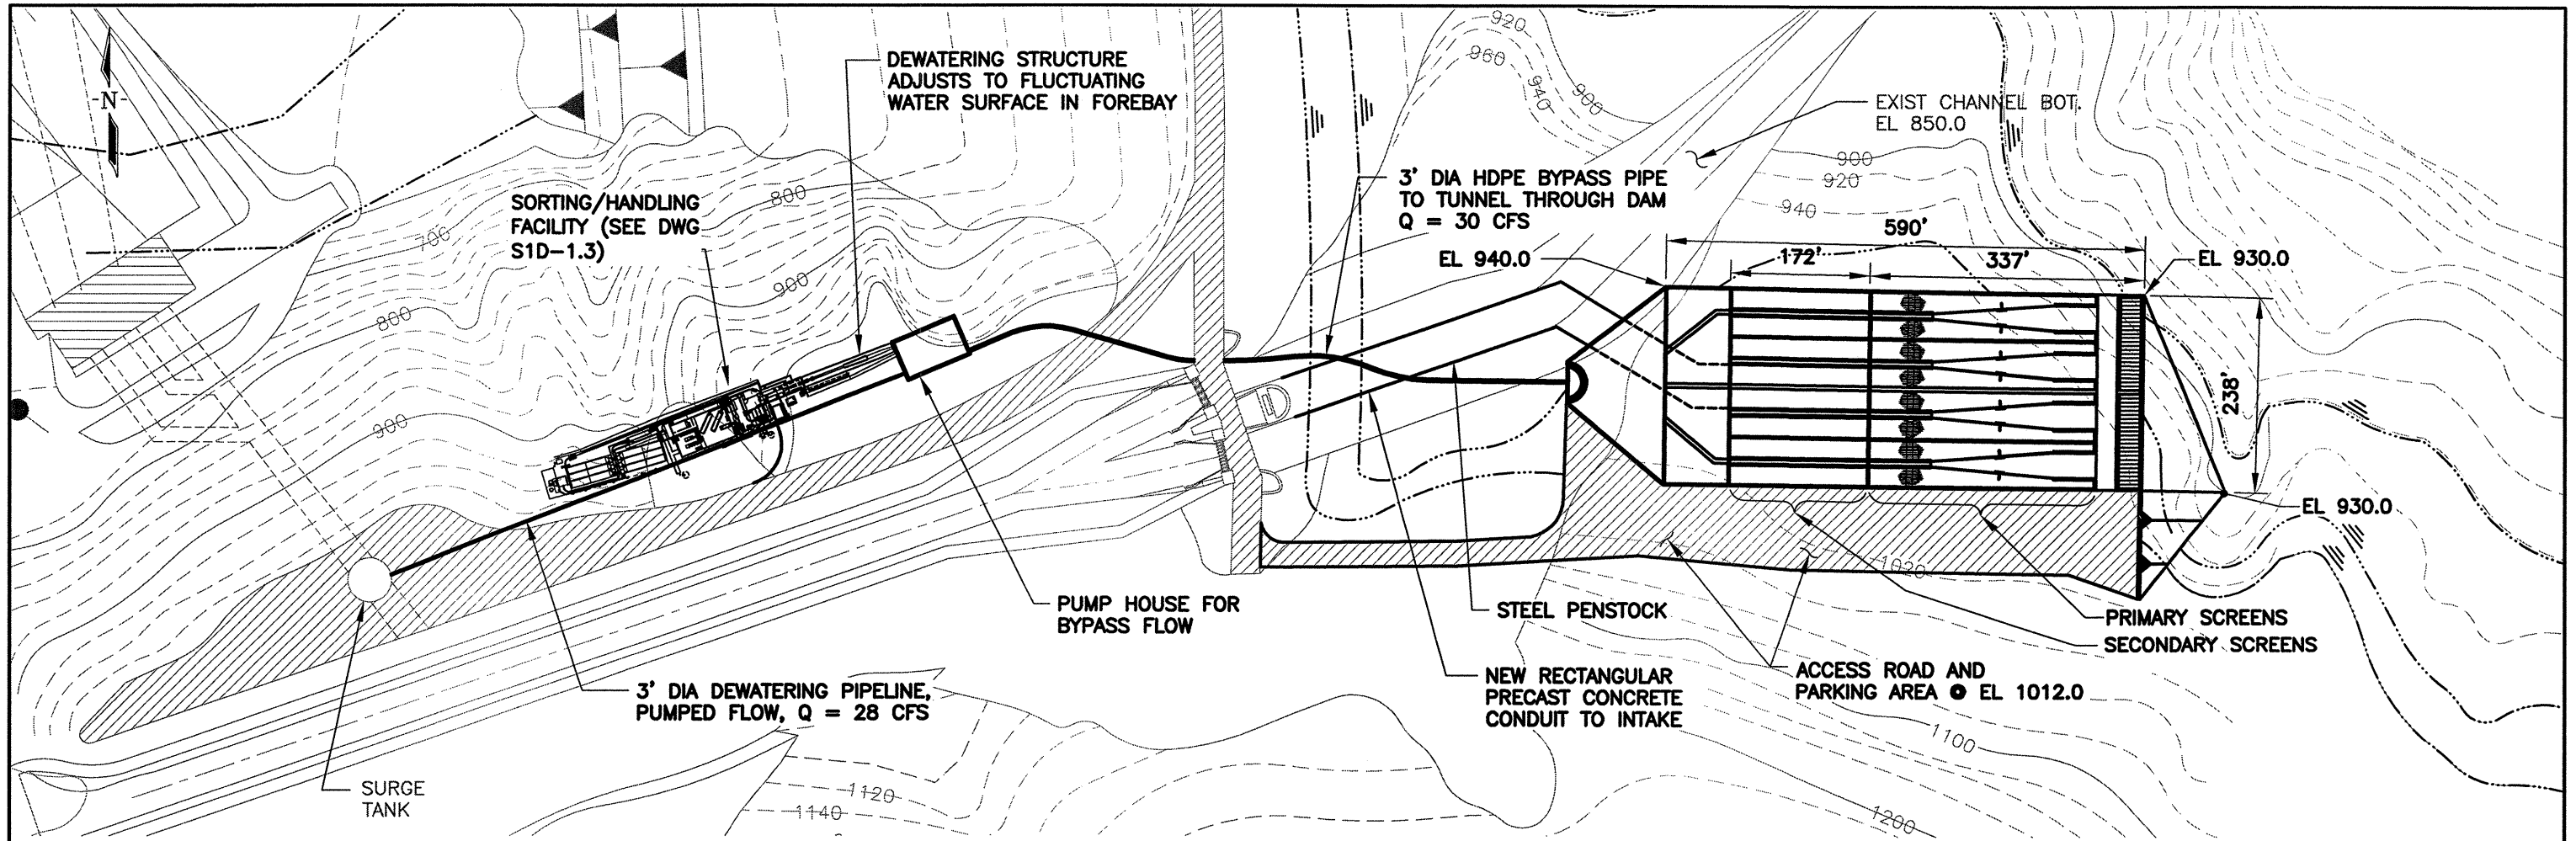 -N-
DEWATERING STRUCTURE
ADJUSTS TO FLUCTUATING
WATER SURFACE IN FOREBAY
SORTING/HANDLING
FACILITY (SEE DWG
S1D-1.3)
700
800
800
900
900
920
960
940
900
EXIST CHANNEL BOT.
EL 850.0
900
920
940
3' DIA HDPE BYPASS PIPE
TO TUNNEL THROUGH DAM
Q = 30 CFS
590'
EL 940.0
172'
337'
EL 930.0
238'
EL 930.0
1020
PUMP HOUSE FOR
BYPASS FLOW
STEEL PENSTOCK
PRIMARY SCREENS
SECONDARY SCREENS
3' DIA DEWATERING PIPELINE,
PUMPED FLOW, Q = 28 CFS
NEW RECTANGULAR
PRECAST CONCRETE
CONDUIT TO INTAKE
ACCESS ROAD AND
PARKING AREA @ EL 1012.0
SURGE
TANK
1120
1140
1100
1200